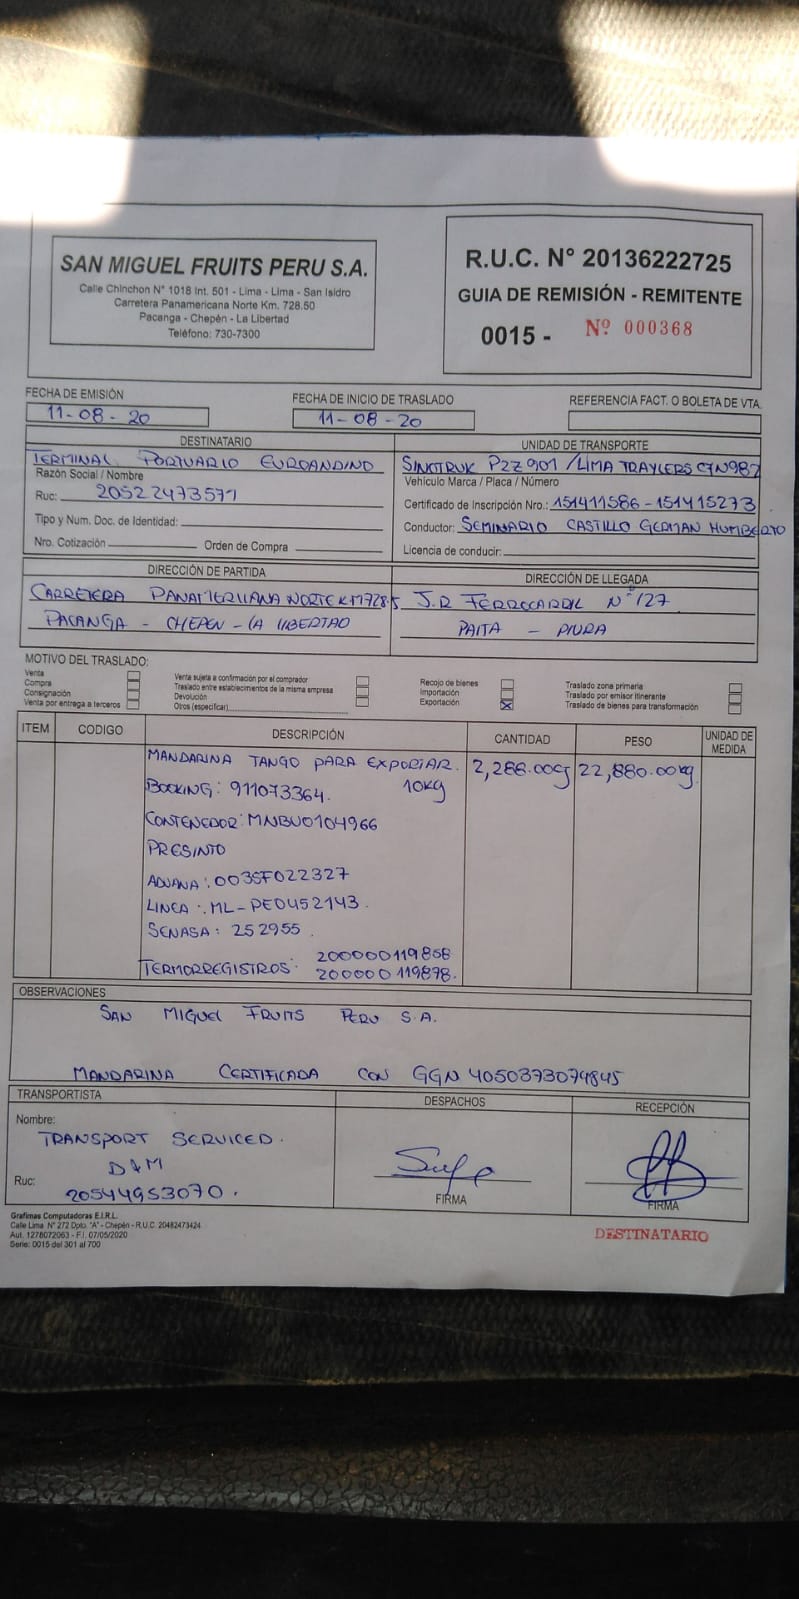 SAN MIGUEL FRUITS PERU S.A.
Calle Chinchon N° 1018 Int. 501 - Lima - Lima - San Isidro
Carretera Panamericana Norte Km. 728.50
Pacanga - Chepén - La Libertad
Teléfono: 730-7300
R.U.C. N° 20136222725
GUIA DE REMISIÓN - REMITENTE
0015 - Nº 000368
FECHA DE EMISIÓN
11-08-20
FECHA DE INICIO DE TRASLADO
11-08-20
REFERENCIA FACT. O BOLETA DE VTA.
DESTINATARIO
TERMINAL PORTUARIO EUROANDINO
Razón Social / Nombre
Ruc: 20522473571
Tipo y Num. Doc. de Identidad:
Nro. Cotización Orden de Compra
UNIDAD DE TRANSPORTE
SINOTRUK P2Z901 /LIMA TRAYLERS C7N982
Vehículo Marca / Placa / Número
Certificado de Inscripción Nro.: 151411586-151415273
Conductor: SEMINARIO CASTILLO GERMAN HUMBERTO
Licencia de conducir:
DIRECCIÓN DE PARTIDA
CARRETERA PANAMERICANA NORTE KM728.5
PACANGA - CHEPEN - LA LIBERTAD
DIRECCIÓN DE LLEGADA
J.R FERROCARRIL N°127
PAITA - PIURA
MOTIVO DEL TRASLADO:
Venta
Compra
Consignación
Venta por entrega a terceros
Venta sujeta a confirmación por el comprador
Traslado entre establecimientos de la misma empresa
Devolución
Otros (especificar)
Recojo de bienes
Importación
Exportación X
Traslado zona primaria
Traslado por emisor itinerante
Traslado de bienes para transformación
ITEM CODIGO DESCRIPCIÓN CANTIDAD PESO UNIDAD DE MEDIDA
MANDARINA TANGO PARA EXPORTAR. 2,288.00cj 22,880.00kg
BOOKING: 911073364. 10Kg
CONTENEDOR: MNBU0104966
PRESINTO
ADUANA: 003SF022327
LINEA: ML-PE0452143.
SENASA: 252955.
TERMORREGISTROS: 200000119858
200000119878.
OBSERVACIONES
SAN MIGUEL FRUITS PERU S.A.
MANDARINA CERTIFICADA CON GGN 4050373074845
TRANSPORTISTA
Nombre:
TRANSPORT SERVICED.
D&M
Ruc: 20544953070.
DESPACHOS
FIRMA
RECEPCIÓN
FIRMA
Grafimas Computadoras E.I.R.L.
Calle Lima N° 272 Dpto. "A" - Chepén - R.U.C. 20482473424
Aut. 1278072063 - F.I. 07/05/2020
Serie: 0015 del 301 al 700
DESTINATARIO